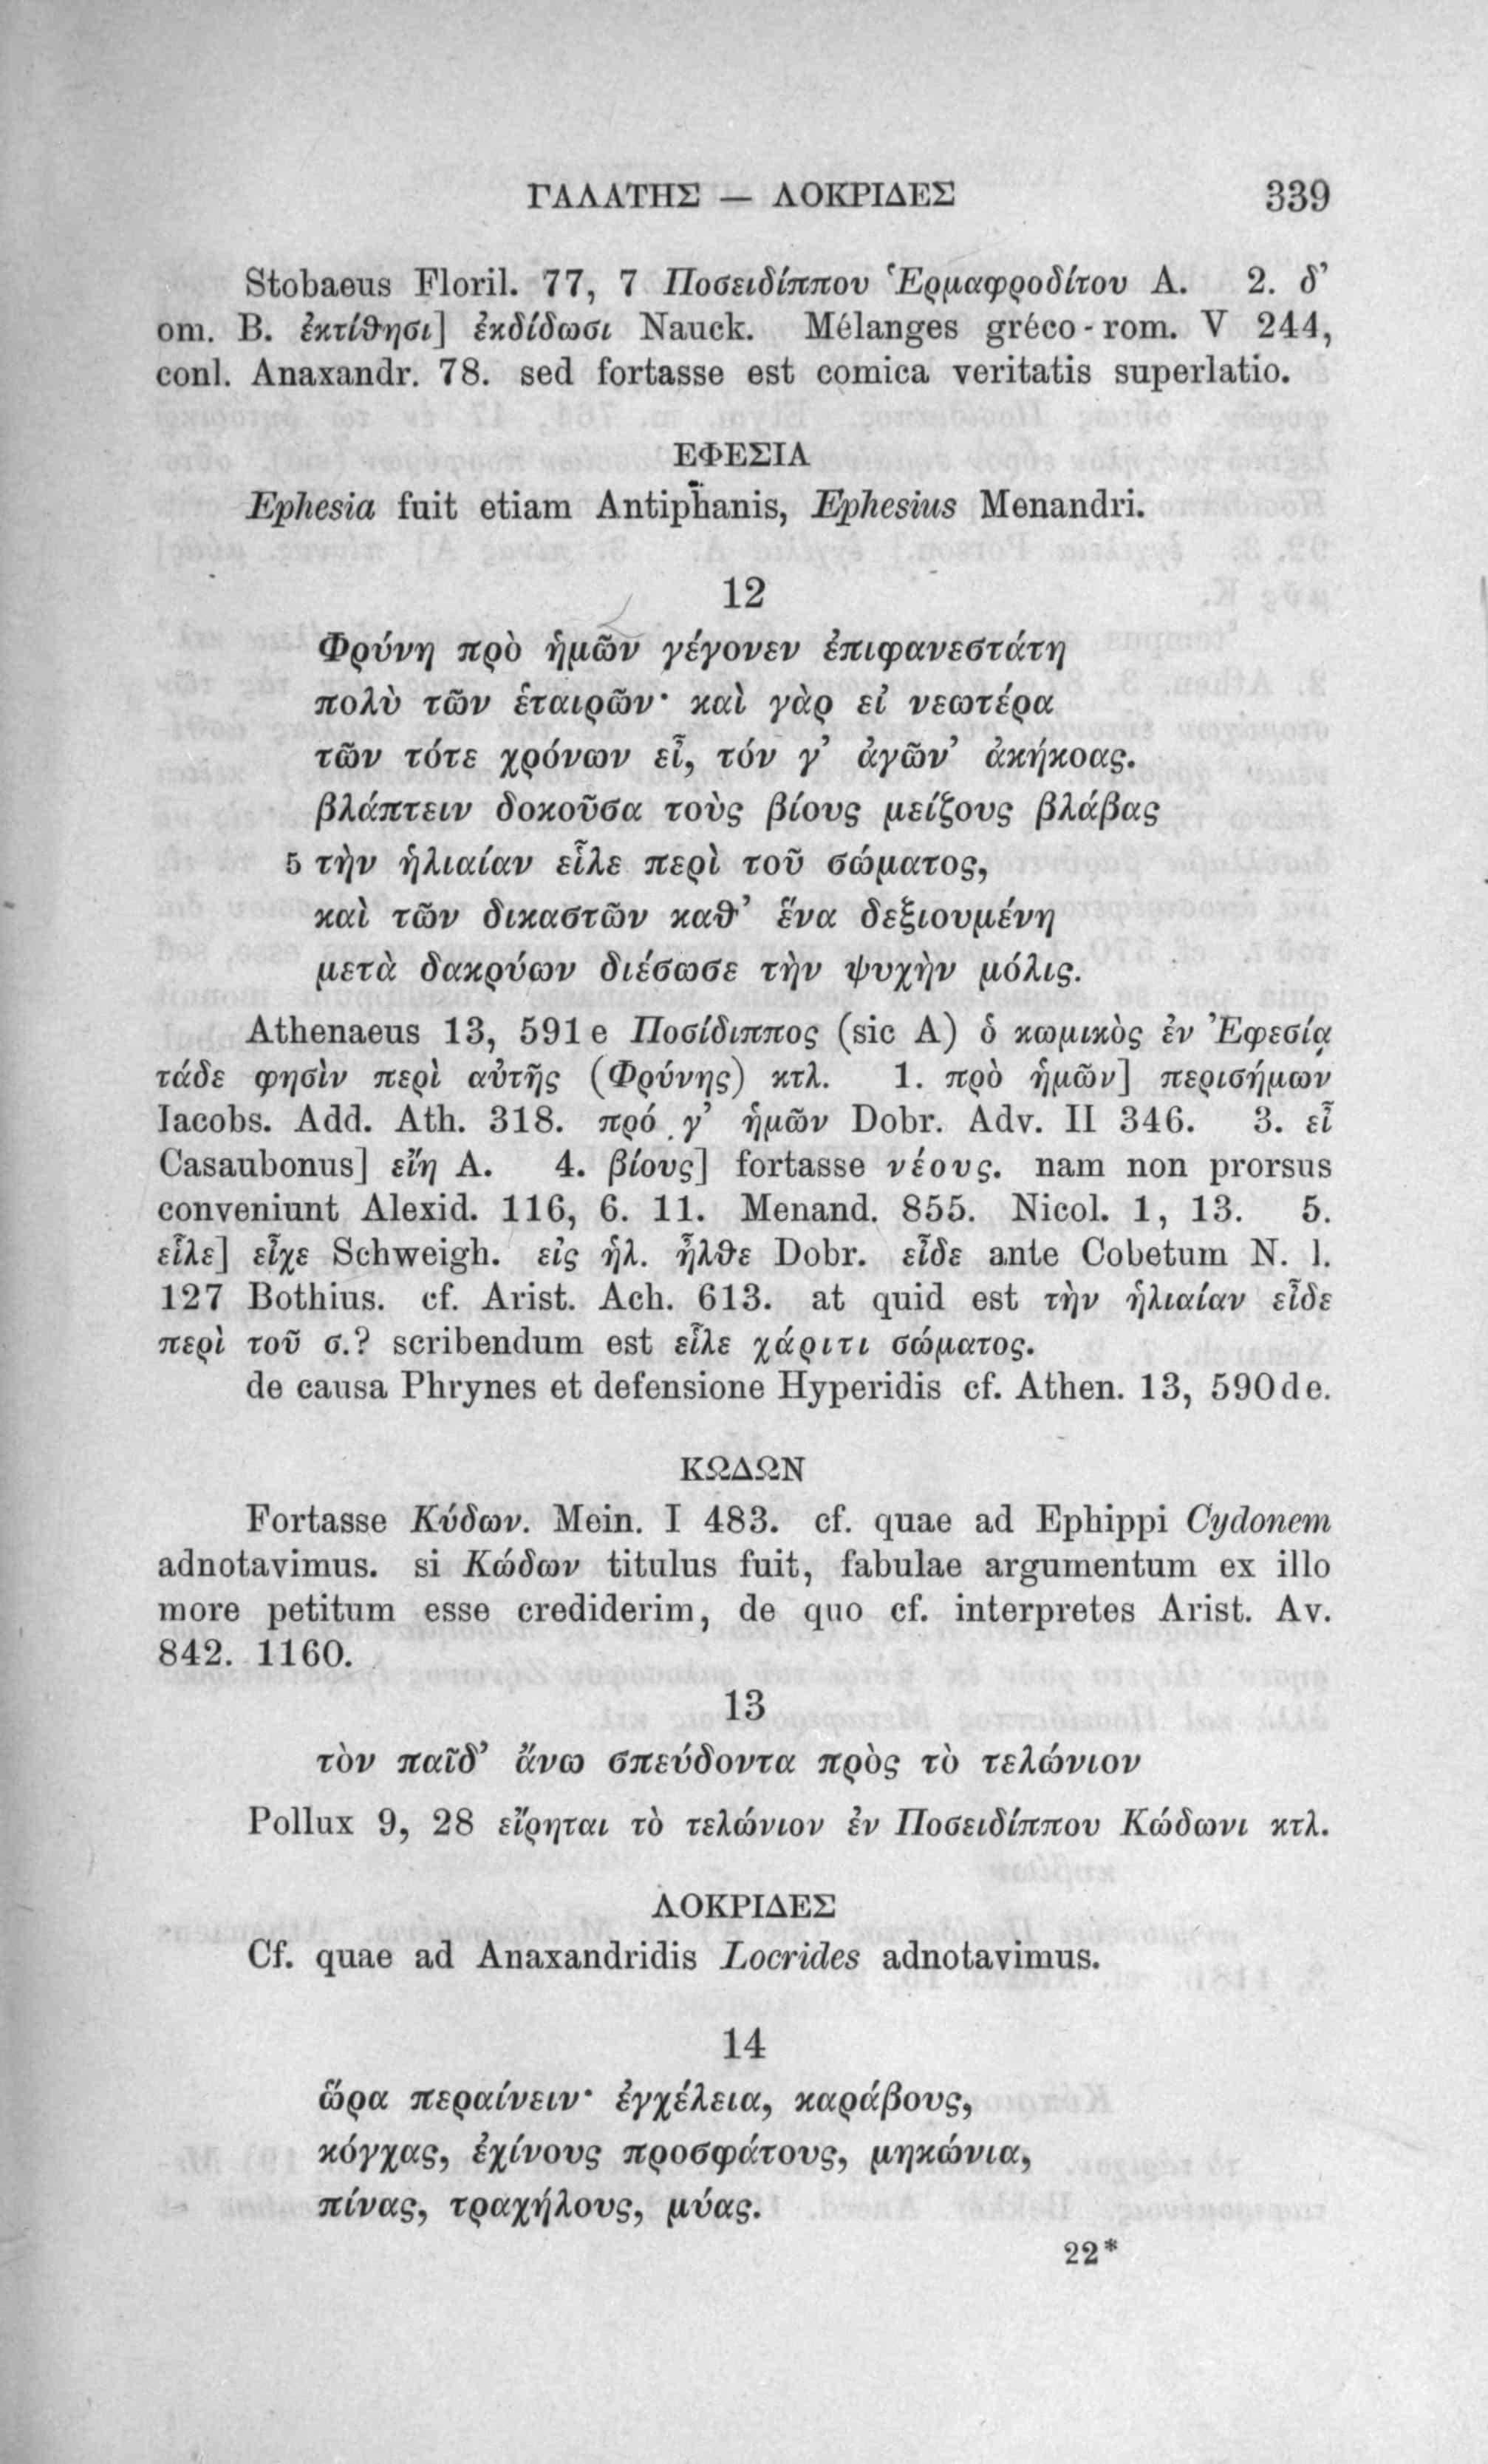 ΓΑΛΑΤΗΣ — ΛΟΚΡΙΔΕΣ 339
Stobaeus Floril. 77, 7 Ποσειδίππου Ἑρμαφροδίτου A. 2. δ’
om. B. ἐκτίθησι] ἐκδίδωσι Nauck. Mélanges gréco-rom. V 244,
conl. Anaxandr. 78. sed fortasse est comica veritatis superlatio.
ΕΦΕΣΙΑ
Ephesia fuit etiam Antiphanis, Ephesius Menandri.
12
Φρύνη πρὸ ἡμῶν γέγονεν ἐπιφανεστάτη
πολὺ τῶν ἑταιρῶν· καὶ γὰρ εἰ νεωτέρα
τῶν τότε χρόνων εἶ, τόν γ’ ἀγῶν’ ἀκήκοας.
βλάπτειν δοκοῦσα τοὺς βίους μείζους βλάβας
5 τὴν ἡλιαίαν εἷλε περὶ τοῦ σώματος,
καὶ τῶν δικαστῶν καθ’ ἕνα δεξιουμένη
μετὰ δακρύων διέσωσε τὴν ψυχὴν μόλις.
Athenaeus 13, 591 e Ποσίδιππος (sic A) ὁ κωμικὸς ἐν Ἐφεσίᾳ
τάδε φησὶν περὶ αὐτῆς (Φρύνης) κτλ. 1. πρὸ ἡμῶν] περισήμων
Iacobs. Add. Ath. 318. πρό γ’ ἡμῶν Dobr. Adv. II 346. 3. εἶ
Casaubonus] εἴη A. 4. βίους] fortasse νέους. nam non prorsus
conveniunt Alexid. 116, 6. 11. Menand. 855. Nicol. 1, 13. 5.
εἷλε] εἶχε Schweigh. εἰς ἡλ. ἦλθε Dobr. εἶδε ante Cobetum N. l.
127 Bothius. cf. Arist. Ach. 613. at quid est τὴν ἡλιαίαν εἶδε
περὶ τοῦ σ.? scribendum est εἷλε χάριτι σώματος.
de causa Phrynes et defensione Hyperidis cf. Athen. 13, 590 d e.
ΚΩΔΩΝ
Fortasse Κύδων. Mein. I 483. cf. quae ad Ephippi Cydonem
adnotavimus. si Κώδων titulus fuit, fabulae argumentum ex illo
more petitum esse crediderim, de quo cf. interpretes Arist. Av.
842. 1160.
13
τὸν παῖδ’ ἄνω σπεύδοντα πρὸς τὸ τελώνιον
Pollux 9, 28 εἴρηται τὸ τελώνιον ἐν Ποσειδίππου Κώδωνι κτλ.
ΛΟΚΡΙΔΕΣ
Cf. quae ad Anaxandridis Locrides adnotavimus.
14
ὥρα περαίνειν· ἐγχέλεια, καράβους,
κόγχας, ἐχίνους προσφάτους, μηκώνια,
πίνας, τραχήλους, μύας.
22*